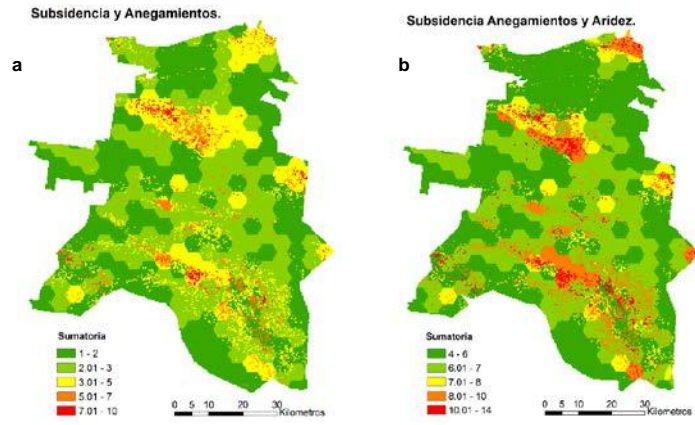 Subsidencia y Anegamientos.
a
Sumatoria
1 - 2
2.01 - 3
3.01 - 5
5.01 - 7
7.01 - 10
0 5 10 20 30
Kilometros
Subsidencia Anegamientos y Aridez.
b
Sumatoria
4 - 6
6.01 - 7
7.01 - 8
8.01 - 10
10.01 - 14
0 5 10 20 30
Kilometros